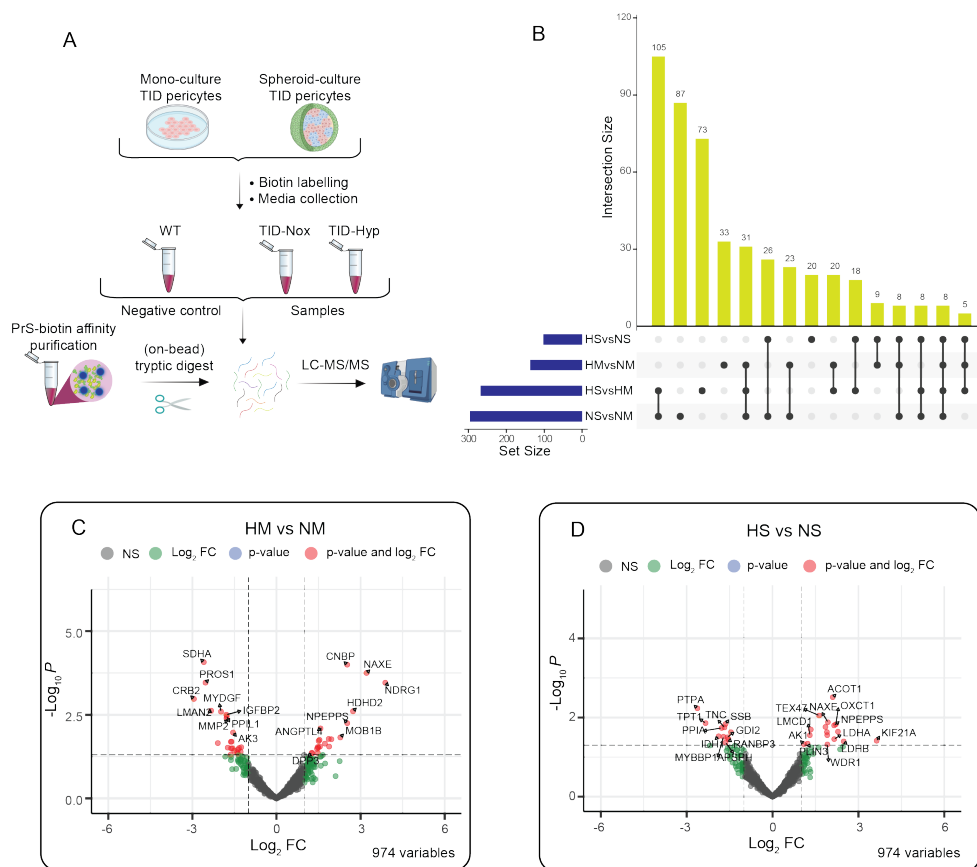 A
Mono-culture
TID pericytes
Spheroid-culture
TID pericytes
• Biotin labelling
• Media collection
WT
TID-Nox
TID-Hyp
Negative control
Samples
PrS-biotin affinity
purification
(on-bead)
tryptic digest
LC-MS/MS
B
Intersection Size
120
90
60
30
0
105
87
73
33
31
26
23
20
20
18
9
8
8
8
5
HSvsNS
HMvsNM
HSvsHM
NSvsNM
300
200
100
0
Set Size
C
HM vs NM
NS
Log2 FC
p-value
p-value and log2 FC
-Log10 P
5.0
2.5
0.0
SDHA
PROS1
CRB2
MYDGF
LMAN2
IGFBP2
MMP2
PPIL1
AK3
CNBP
NAXE
NDRG1
HDHD2
NPEPPS
ANGPTL4
MOB1B
DPP3
-6
-3
0
3
6
Log2 FC
974 variables
D
HS vs NS
NS
Log2 FC
p-value
p-value and log2 FC
-Log10 P
4
2
0
PTPA
TPT1
TNC
SSB
PPIA
GDI2
IDH1
RANBP3
MYBBP1A
PSPH
ACOT1
TEX47
NAXE
OXCT1
LMCD1
NPEPPS
AK1
LDHA
KIF21A
PLIN3
LDHB
WDR1
-6
-3
0
3
6
Log2 FC
974 variables